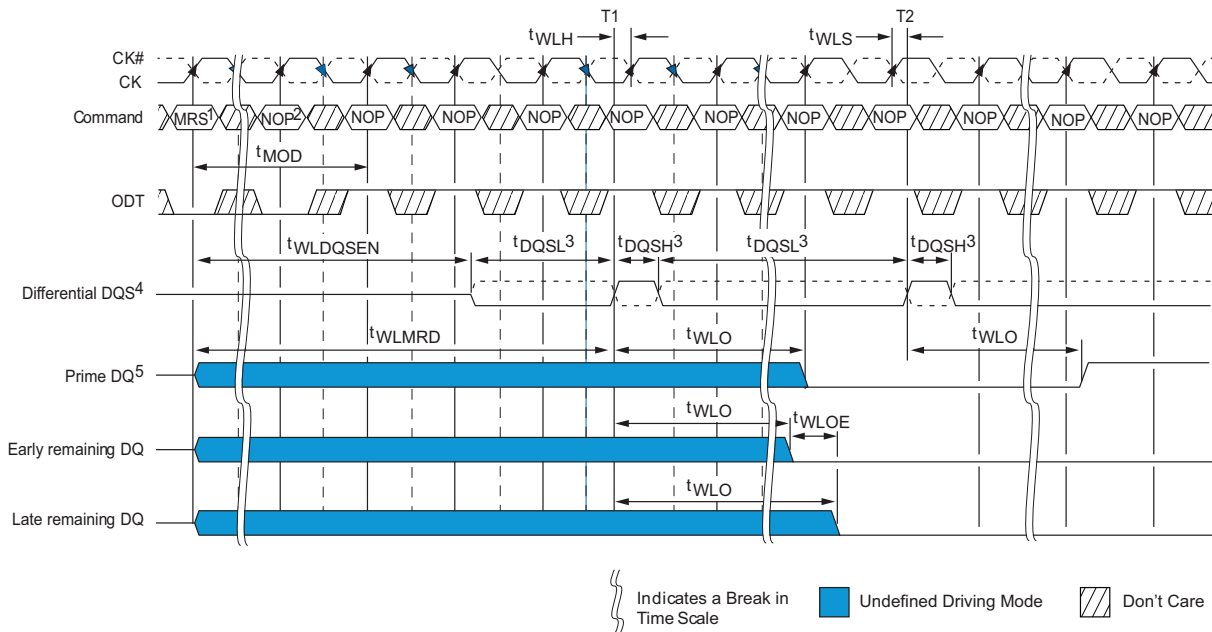 T1 T2
tWLH tWLS
CK#
CK
Command MRS1 NOP2 NOP NOP NOP NOP NOP NOP NOP NOP NOP NOP
tMOD
ODT
tWLDQSEN tDQSL3 tDQSH3 tDQSL3 tDQSH3
Differential DQS4
tWLMRD tWLO tWLO
Prime DQ5
tWLO tWLOE
Early remaining DQ
tWLO
Late remaining DQ
Indicates a Break in
Time Scale
Undefined Driving Mode
Don't Care